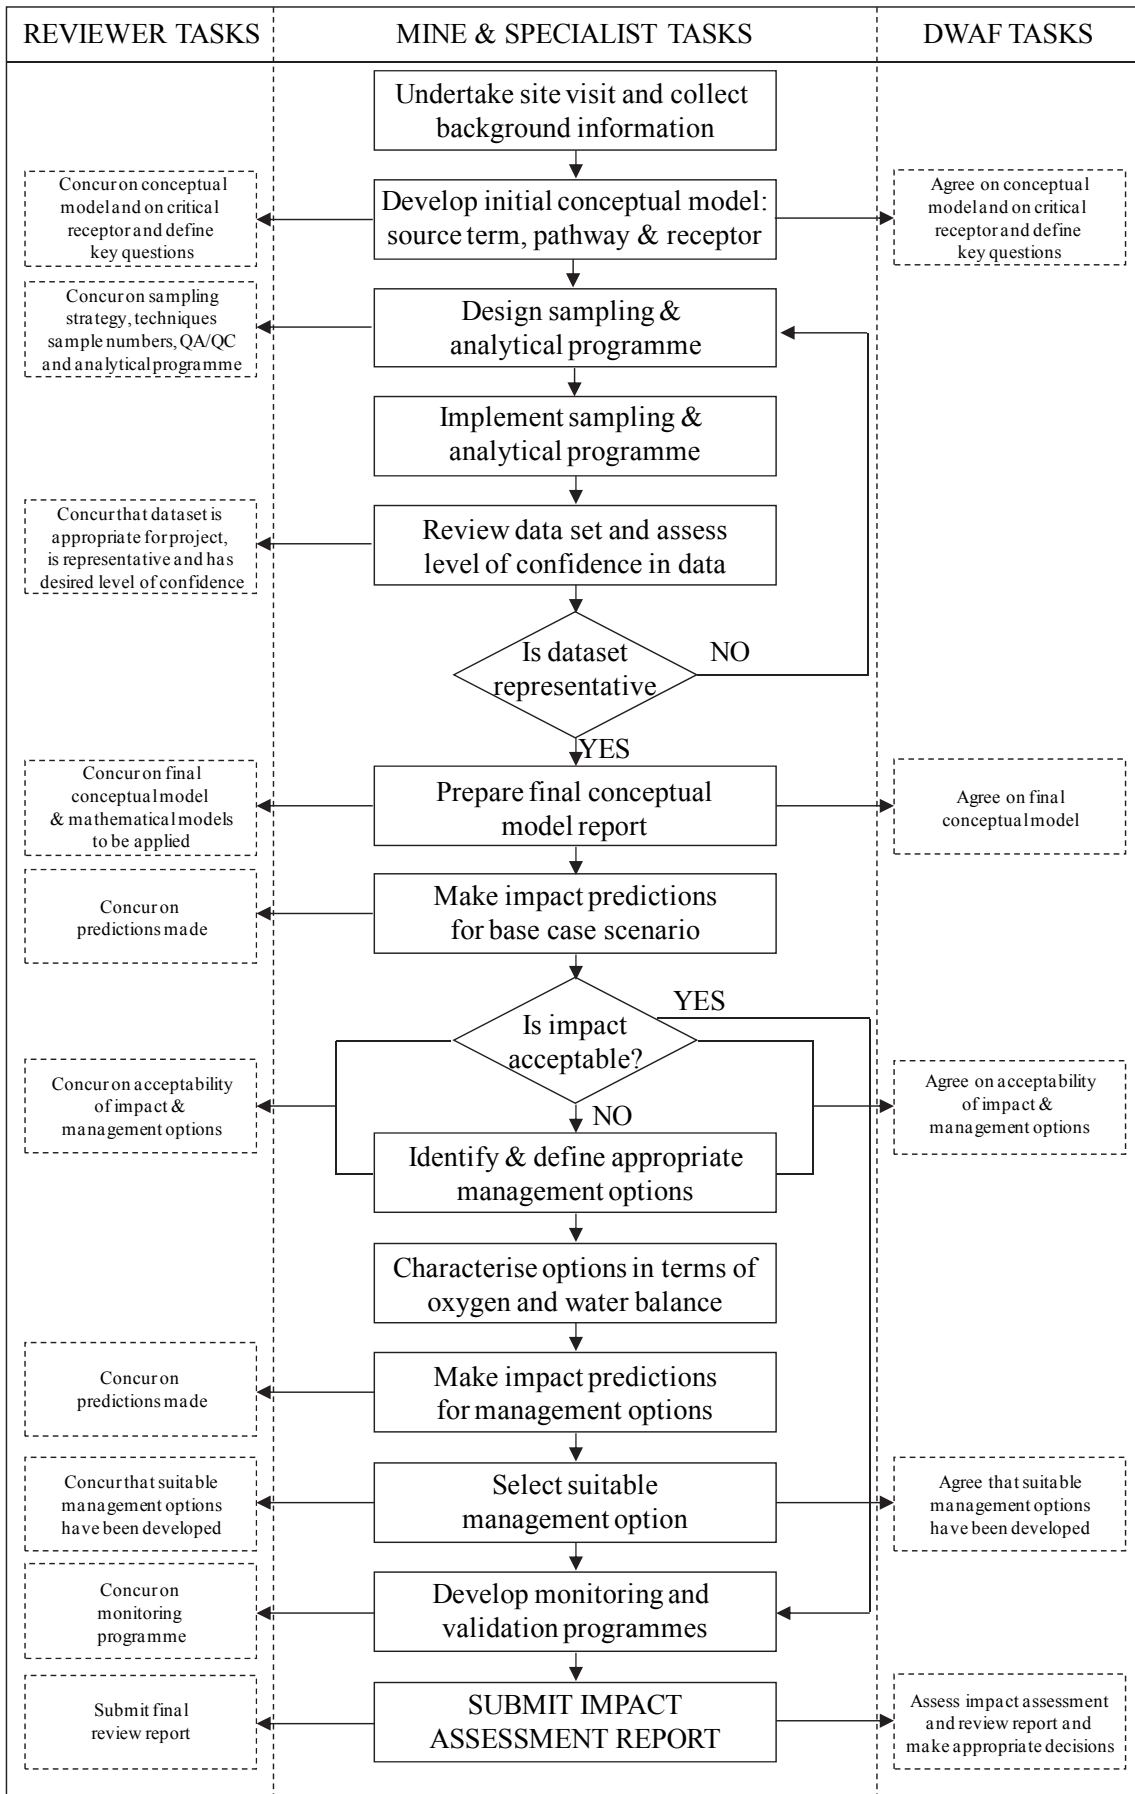 REVIEWER TASKS
MINE & SPECIALIST TASKS
DWAF TASKS
Undertake site visit and collect
background information
Concur on conceptual
model and on critical
receptor and define
key questions
Develop initial conceptual model:
source term, pathway & receptor
Agree on conceptual
model and on critical
receptor and define
key questions
Concur on sampling
strategy, techniques
sample numbers, QA/QC
and analytical programme
Design sampling &
analytical programme
Implement sampling &
analytical programme
Concur that dataset is
appropriate for project,
is representative and has
desired level of confidence
Review data set and assess
level of confidence in data
Is dataset
representative
NO
YES
Concur on final
conceptual model
& mathematical models
to be applied
Prepare final conceptual
model report
Agree on final
conceptual model
Concur on
predictions made
Make impact predictions
for base case scenario
Is impact
acceptable?
YES
NO
Concur on acceptability
of impact &
management options
Agree on acceptability
of impact &
management options
Identify & define appropriate
management options
Characterise options in terms of
oxygen and water balance
Concur on
predictions made
Make impact predictions
for management options
Concur that suitable
management options
have been developed
Select suitable
management option
Agree that suitable
management options
have been developed
Concur on
monitoring
programme
Develop monitoring and
validation programmes
Submit final
review report
SUBMIT IMPACT
ASSESSMENT REPORT
Assess impact assessment
and review report and
make appropriate decisions